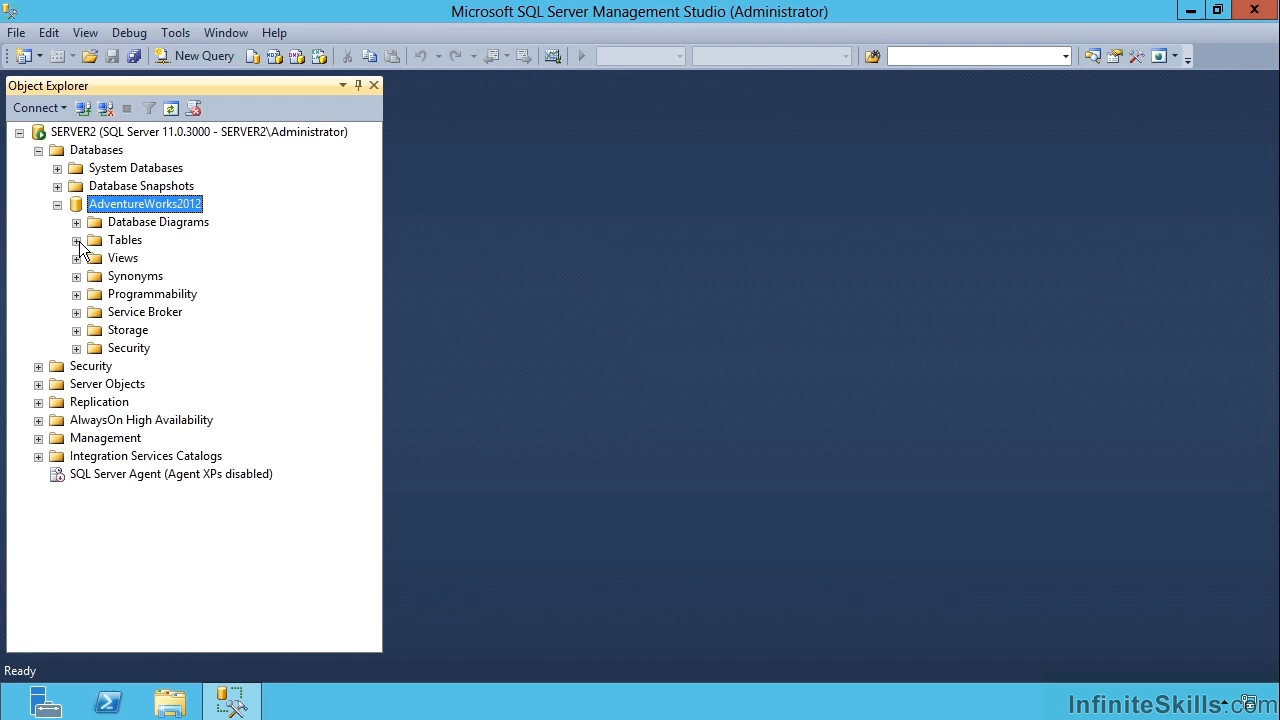 Microsoft SQL Server Management Studio (Administrator)
File Edit View Debug Tools Window Help
New Query
Object Explorer
Connect
SERVER2 (SQL Server 11.0.3000 - SERVER2\Administrator)
Databases
System Databases
Database Snapshots
AdventureWorks2012
Database Diagrams
Tables
Views
Synonyms
Programmability
Service Broker
Storage
Security
Security
Server Objects
Replication
AlwaysOn High Availability
Management
Integration Services Catalogs
SQL Server Agent (Agent XPs disabled)
Ready
InfiniteSkills.com